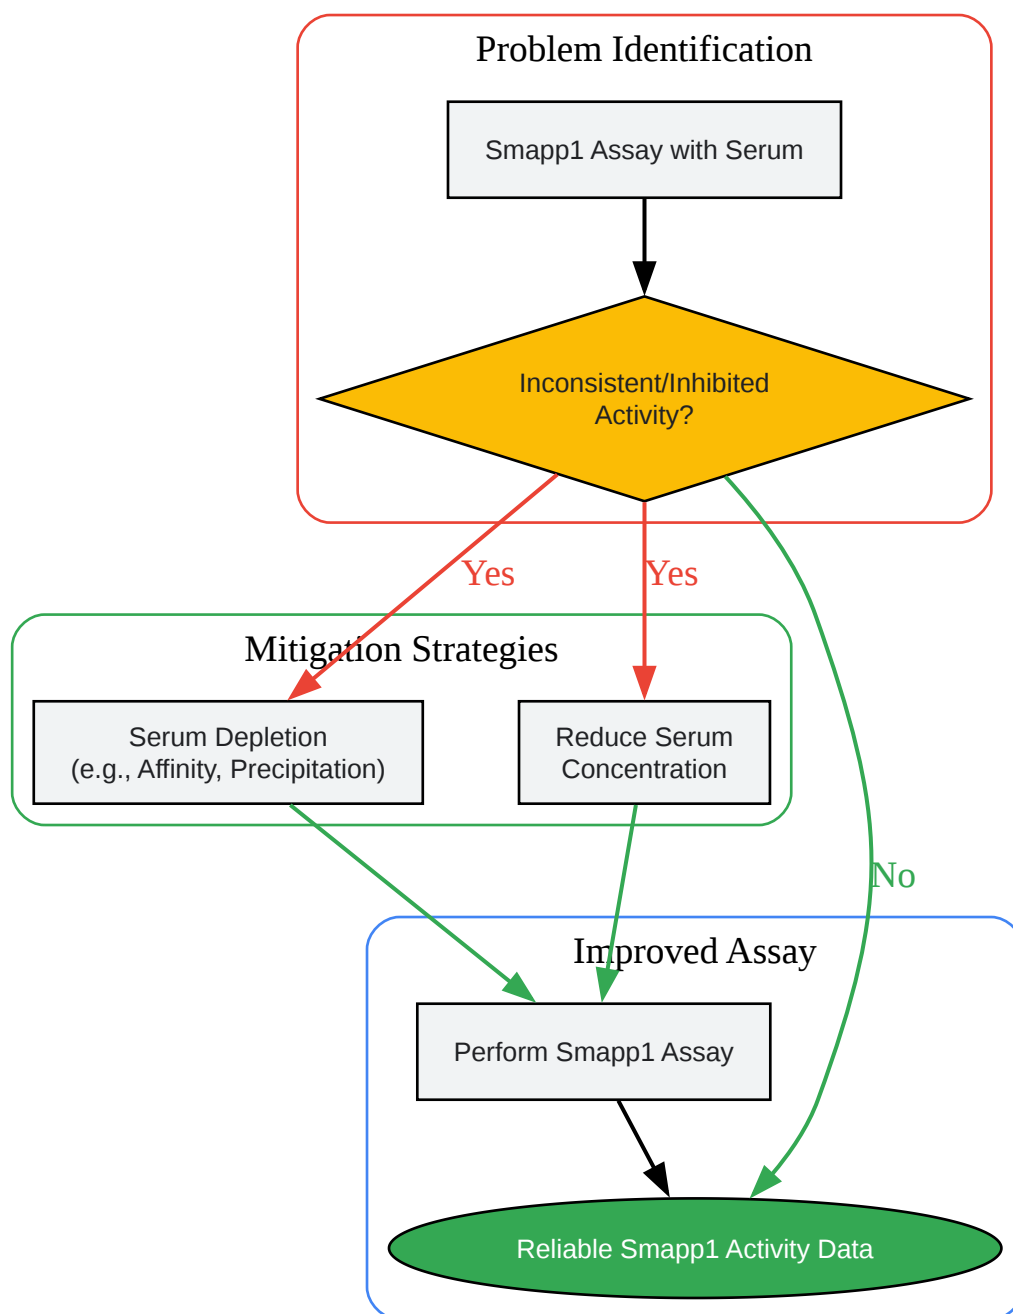 Problem Identification
Smapp1 Assay with Serum
Inconsistent/Inhibited
Activity?
Yes
Yes
Mitigation Strategies
Serum Depletion
(e.g., Affinity, Precipitation)
Reduce Serum
Concentration
No
Improved Assay
Perform Smapp1 Assay
Reliable Smapp1 Activity Data